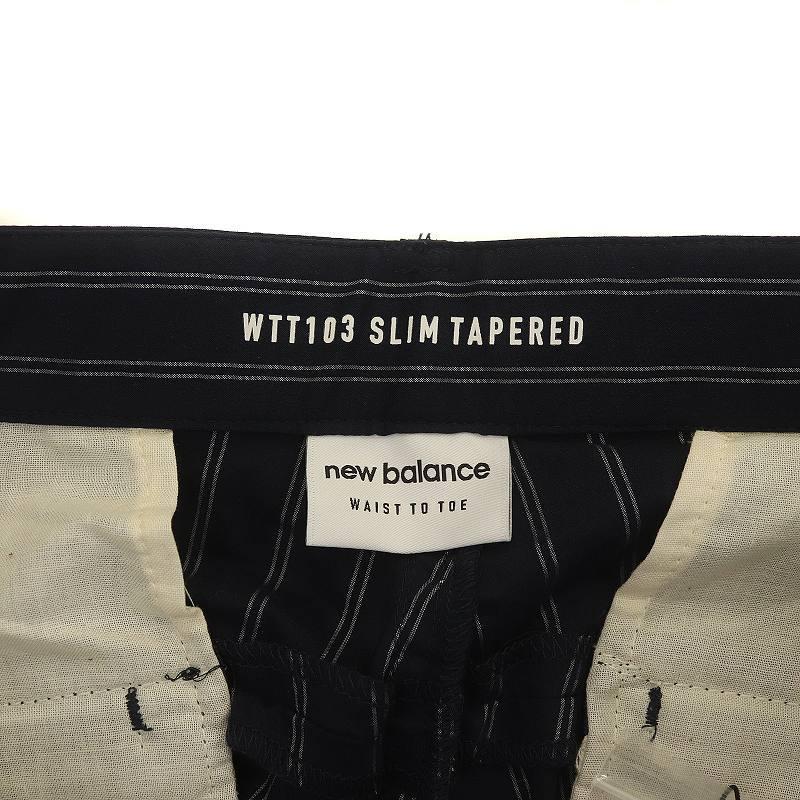 WTT103 SLIM TAPERED
new balance
WAIST TO TOE